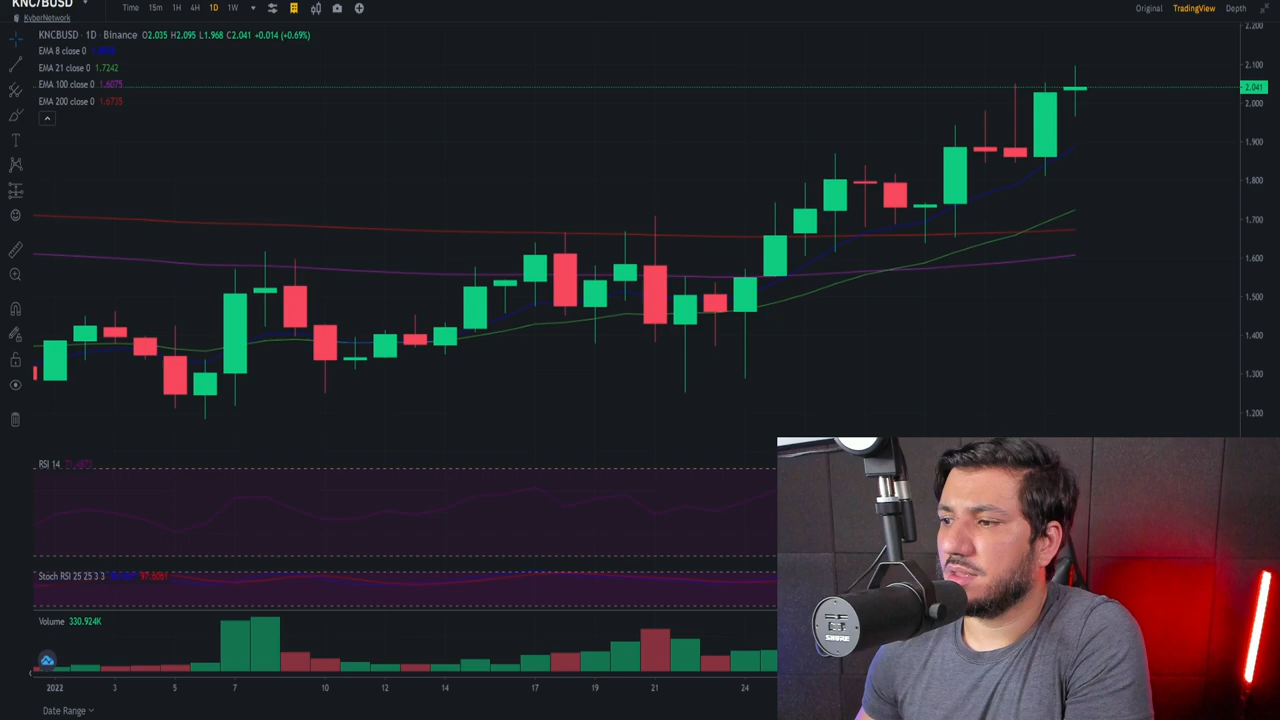 KNC/BUSD
KyberNetwork
Time 15m 1H 4H 1D 1W
Original TradingView Depth
KNCBUSD · 1D · Binance O2.035 H2.095 L1.968 C2.041 +0.014 (+0.69%)
EMA 8 close 0
EMA 21 close 0 1.7242
EMA 100 close 0 1.6075
EMA 200 close 0 1.6735
2.200
2.100
2.041
2.000
1.900
1.800
1.700
1.600
1.500
1.400
1.300
1.200
RSI 14
Stoch RSI 25 25 3 3 97.6061
Volume 330.924K
2022 3 5 7 10 12 14 17 19 21 24
Date Range
SHURE